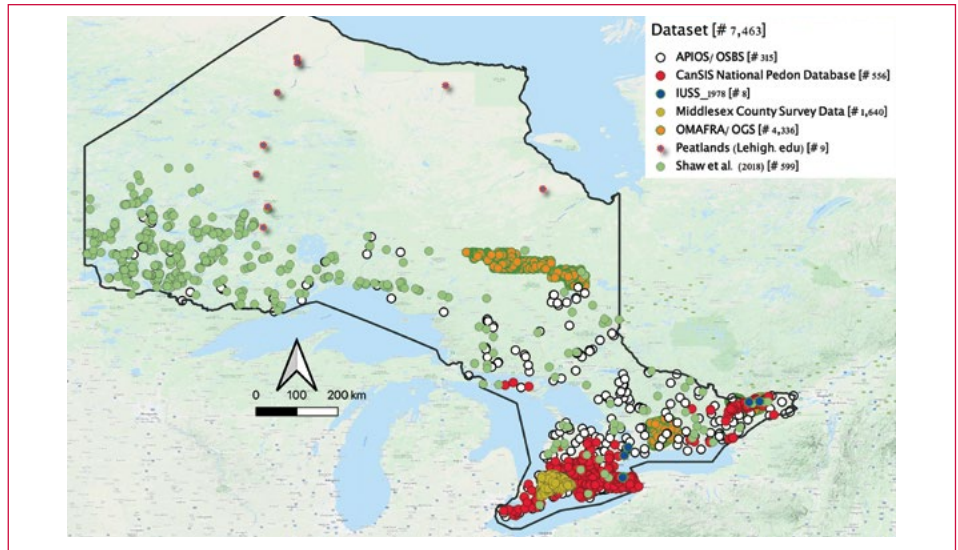 Dataset [# 7,463]
APIOS/ OSBS [# 315]
CanSIS National Pedon Database [# 556]
IUSS_1978 [# 8]
Middlesex County Survey Data [# 1,640]
OMAFRA/ OGS [# 4,336]
Peatlands (Lehigh. edu) [# 9]
Shaw et al. (2018) [# 599]
0 100 200 km